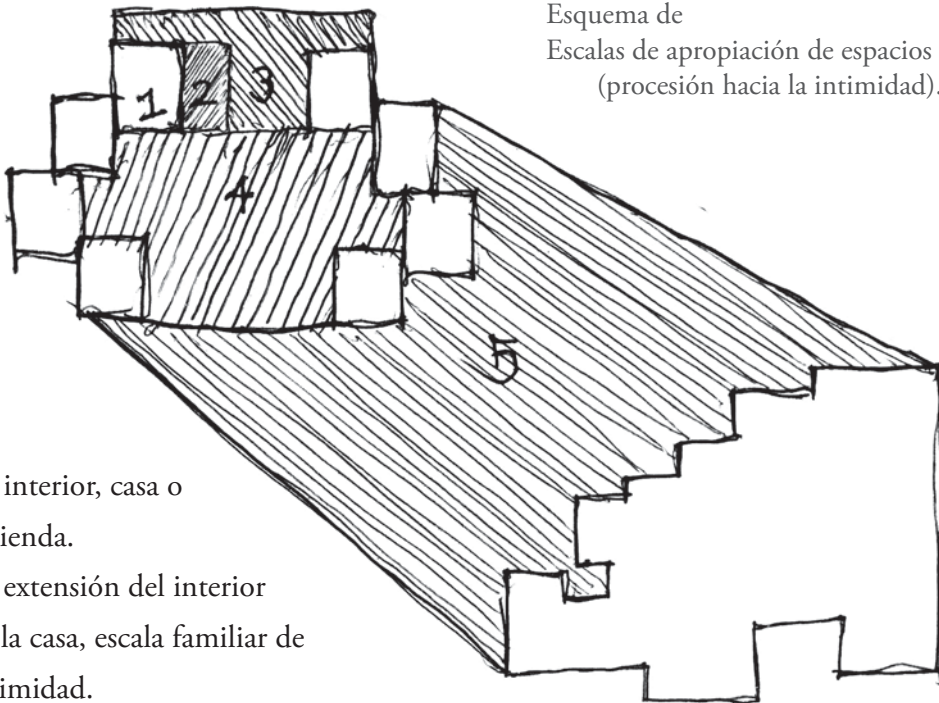 Esquema de
Escalas de apropiación de espacios
(procesión hacia la intimidad).
1 2 3
4
5
interior, casa o
ienda.
extensión del interior
la casa, escala familiar de
imidad.